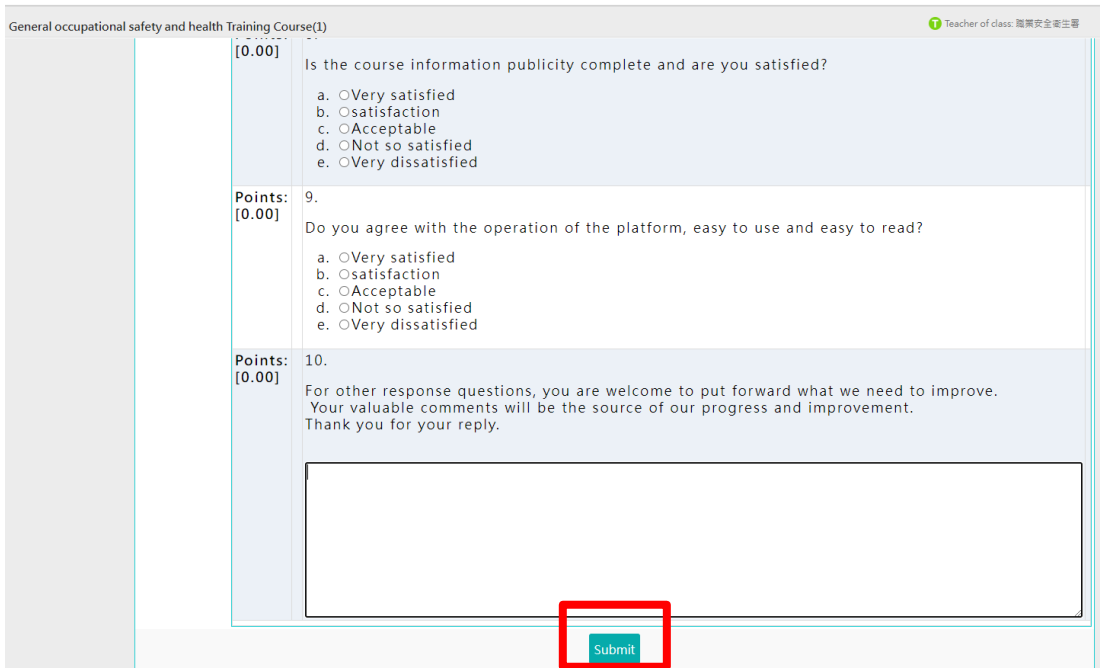 General occupational safety and health Training Course(1)
T Teacher of class: 職業安全衛生署
[0.00]
Is the course information publicity complete and are you satisfied?
a. Very satisfied
b. satisfaction
c. Acceptable
d. Not so satisfied
e. Very dissatisfied
Points: 9.
[0.00]
Do you agree with the operation of the platform, easy to use and easy to read?
a. Very satisfied
b. satisfaction
c. Acceptable
d. Not so satisfied
e. Very dissatisfied
Points: 10.
[0.00]
For other response questions, you are welcome to put forward what we need to improve.
Your valuable comments will be the source of our progress and improvement.
Thank you for your reply.
Submit